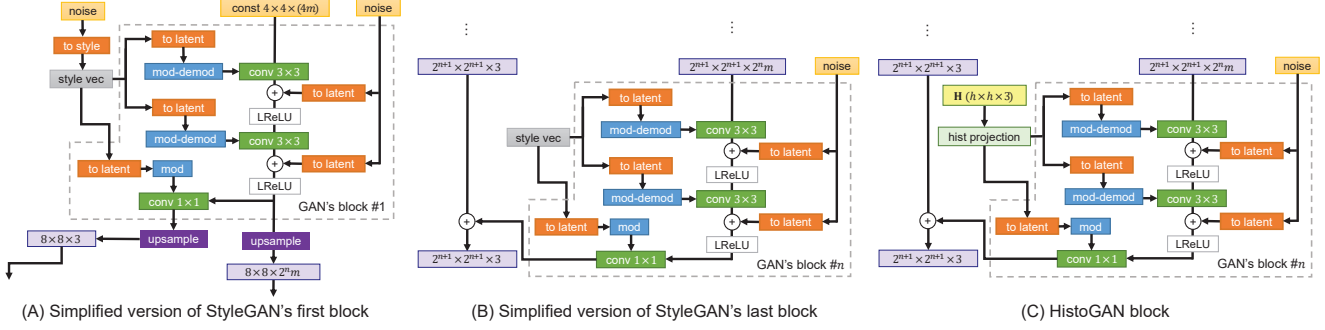 noise
const 4×4×(4m)
noise
to style
to latent
style vec
mod-demod
conv 3×3
+
to latent
LReLU
to latent
mod-demod
conv 3×3
+
to latent
to latent
mod
LReLU
conv 1×1
GAN's block #1
8×8×3
upsample
upsample
8×8×2ⁿm
(A) Simplified version of StyleGAN's first block
⋮
⋮
2ⁿ⁺¹×2ⁿ⁺¹×3
2ⁿ⁺¹×2ⁿ⁺¹×2ⁿm
noise
to latent
style vec
mod-demod
conv 3×3
+
to latent
LReLU
to latent
mod-demod
conv 3×3
+
to latent
+
to latent
mod
LReLU
2ⁿ⁺¹×2ⁿ⁺¹×3
conv 1×1
GAN's block #n
(B) Simplified version of StyleGAN's last block
⋮
⋮
2ⁿ⁺¹×2ⁿ⁺¹×3
2ⁿ⁺¹×2ⁿ⁺¹×2ⁿm
noise
H (h×h×3)
to latent
hist projection
mod-demod
conv 3×3
+
to latent
LReLU
to latent
mod-demod
conv 3×3
+
to latent
+
to latent
mod
LReLU
2ⁿ⁺¹×2ⁿ⁺¹×3
conv 1×1
GAN's block #n
(C) HistoGAN block